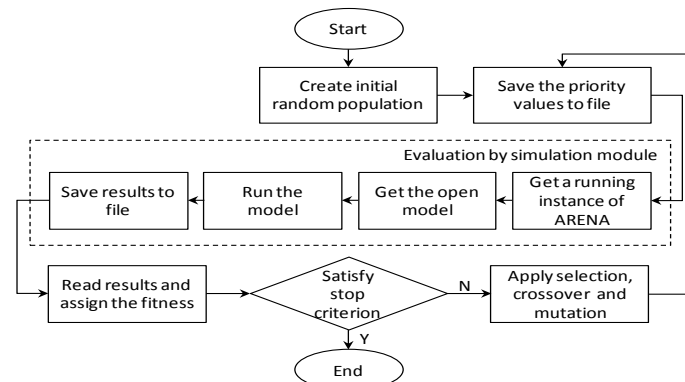 Start
Create initial
random population
Save the priority
values to file
Evaluation by simulation module
Save results to
file
Run the
model
Get the open
model
Get a running
instance of
ARENA
Read results and
assign the fitness
Satisfy
stop
criterion
N
Apply selection,
crossover and
mutation
Y
End